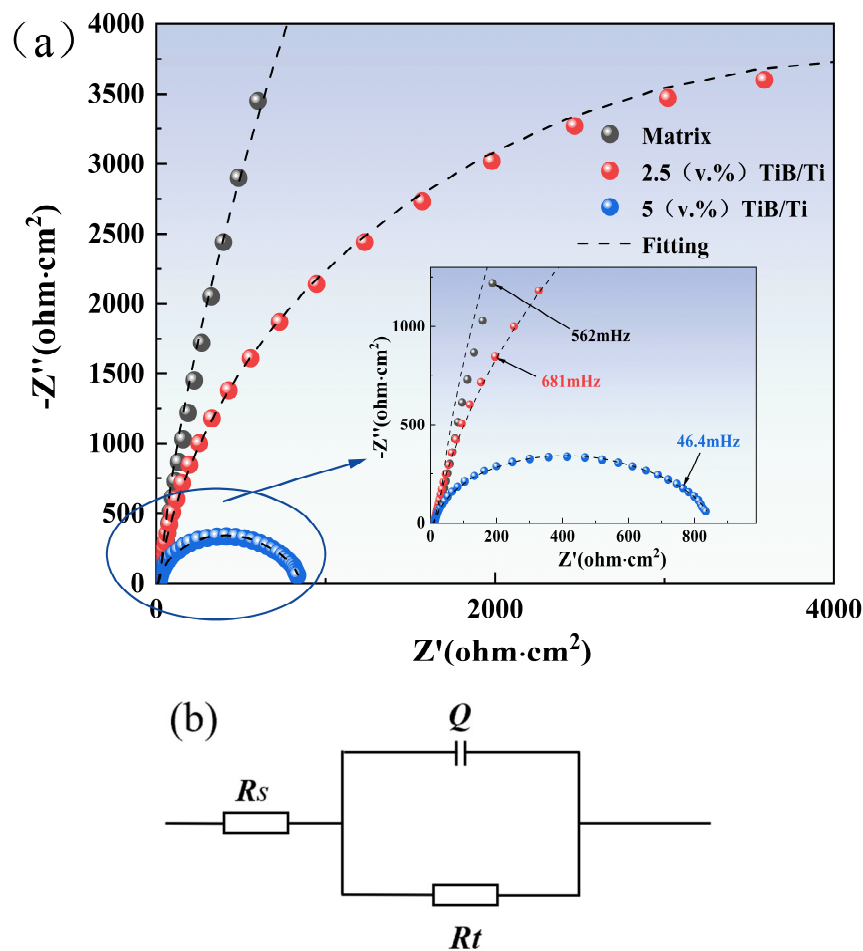 （a）
4000
3500
3000
2500
2000
1500
1000
500
0
-Z''(ohm·cm²)
0
2000
4000
Z'(ohm·cm²)
Matrix
2.5（v.%）TiB/Ti
5（v.%）TiB/Ti
Fitting
1000
500
0
-Z''(ohm·cm²)
0
200
400
600
800
Z'(ohm·cm²)
562mHz
681mHz
46.4mHz
(b)
Q
Rs
Rt